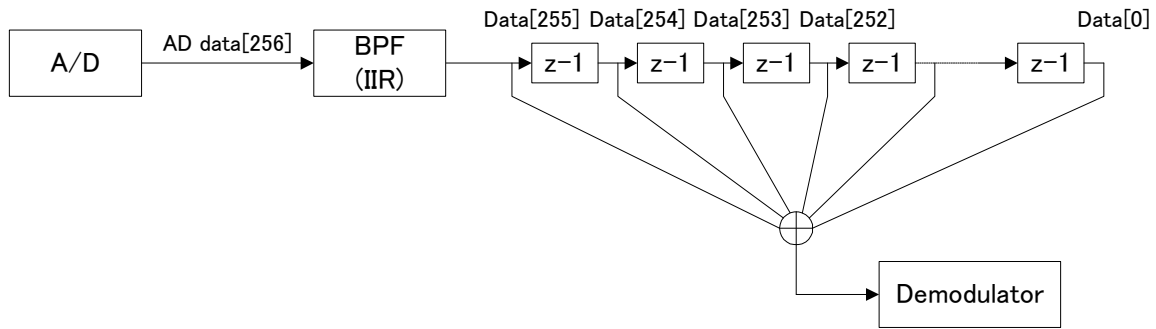 Data[255] Data[254] Data[253] Data[252] Data[0]
A/D
AD data[256]
BPF
(IIR)
z-1
z-1
z-1
z-1
z-1
Demodulator